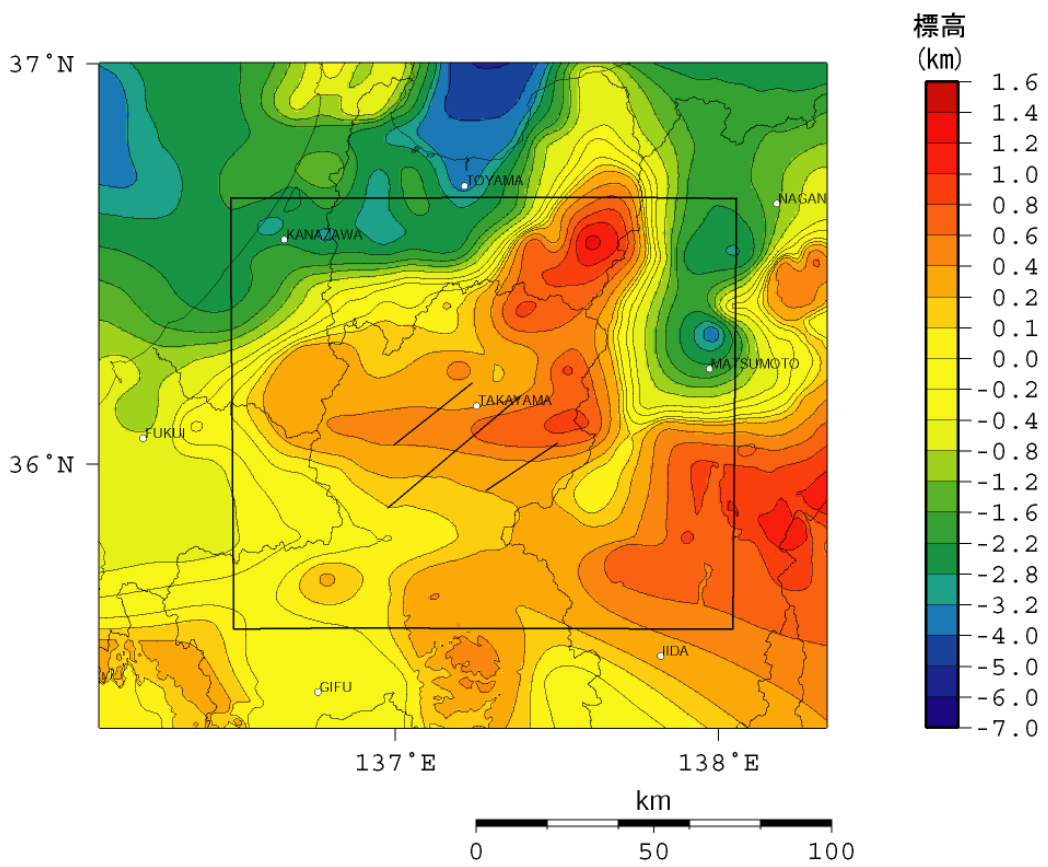 標高
(km)
37°N
1.6
1.4
1.2
1.0
0.8
0.6
0.4
0.2
0.1
0.0
-0.2
-0.4
-0.8
-1.2
-1.6
-2.2
-2.8
-3.2
-4.0
-5.0
-6.0
-7.0
TOYAMA
NAGAN
KANAZAWA
MATSUMOTO
TAKAYAMA
FUKUI
36°N
IIDA
GIFU
137°E
138°E
km
0
50
100